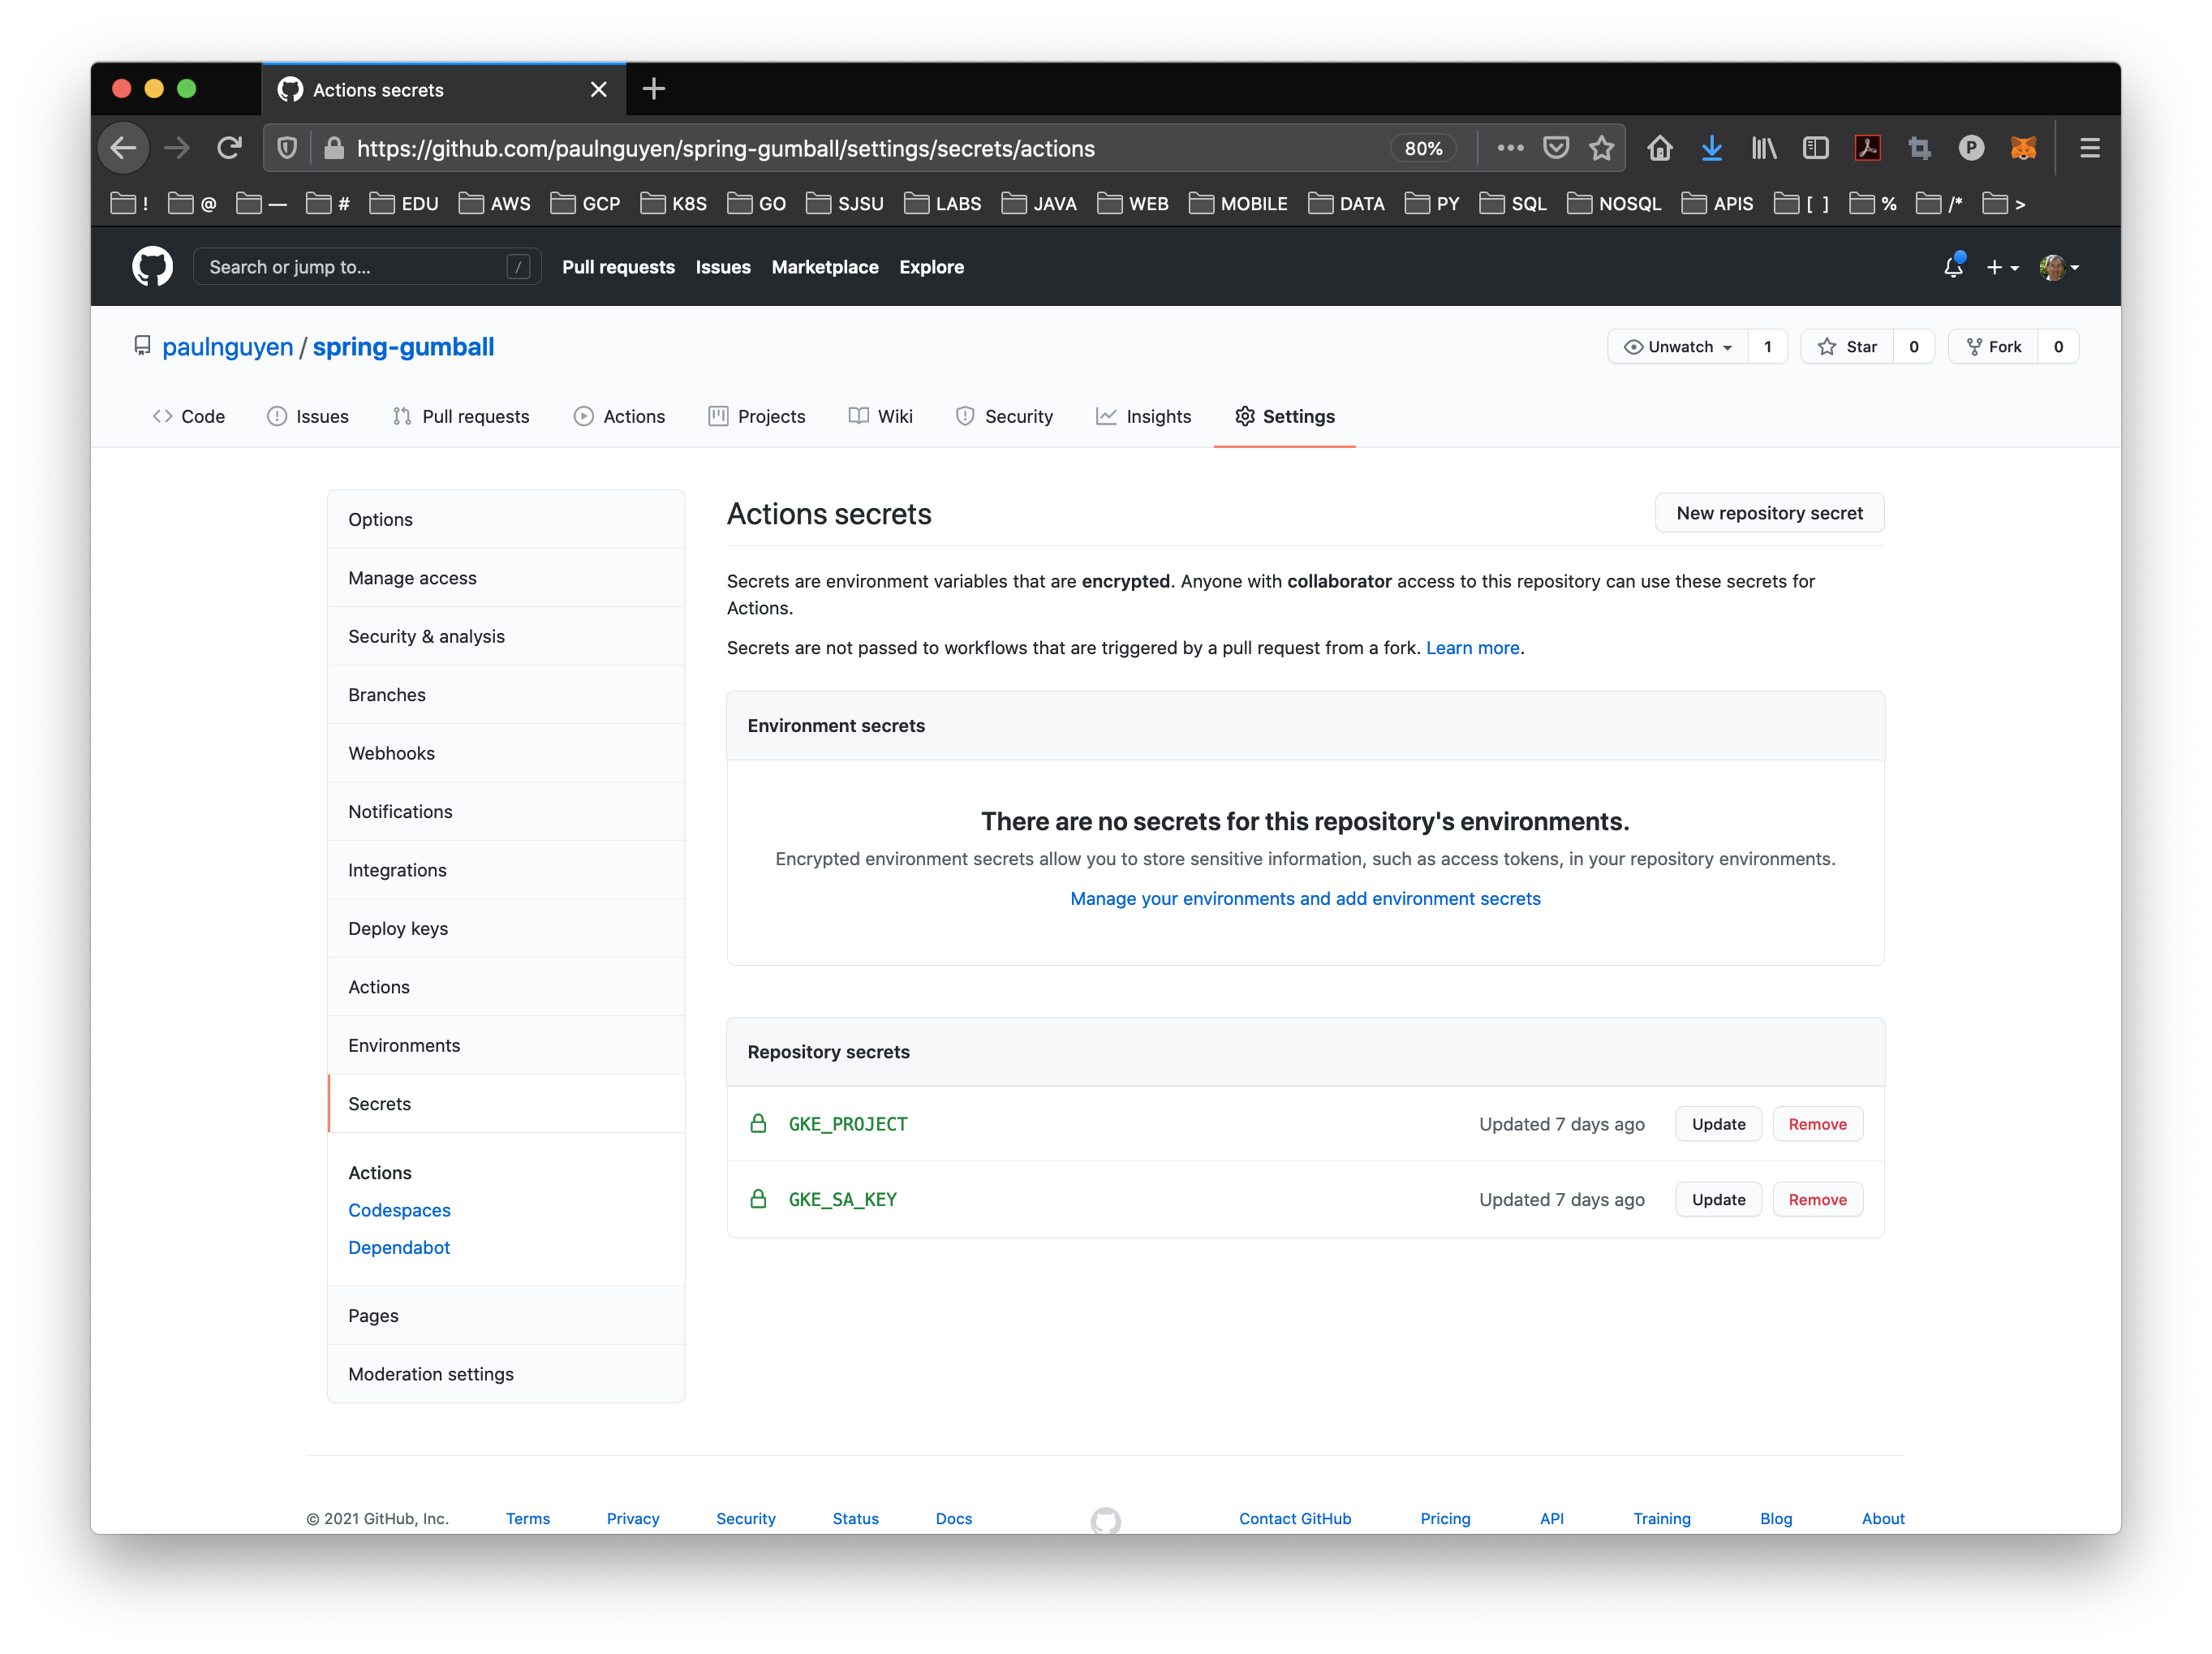 Actions secrets
https://github.com/paulnguyen/spring-gumball/settings/secrets/actions
80%
P
! @ — # EDU AWS GCP K8S GO SJSU LABS JAVA WEB MOBILE DATA PY SQL NOSQL APIS [ ] % /* >
Search or jump to... /
Pull requests Issues Marketplace Explore
paulnguyen / spring-gumball
Unwatch 1 Star 0 Fork 0
Code Issues Pull requests Actions Projects Wiki Security Insights Settings
Options
Manage access
Security & analysis
Branches
Webhooks
Notifications
Integrations
Deploy keys
Actions
Environments
Secrets
Actions
Codespaces
Dependabot
Pages
Moderation settings
Actions secrets
New repository secret
Secrets are environment variables that are encrypted. Anyone with collaborator access to this repository can use these secrets for
Actions.
Secrets are not passed to workflows that are triggered by a pull request from a fork. Learn more.
Environment secrets
There are no secrets for this repository's environments.
Encrypted environment secrets allow you to store sensitive information, such as access tokens, in your repository environments.
Manage your environments and add environment secrets
Repository secrets
GKE_PROJECT Updated 7 days ago Update Remove
GKE_SA_KEY Updated 7 days ago Update Remove
© 2021 GitHub, Inc. Terms Privacy Security Status Docs Contact GitHub Pricing API Training Blog About